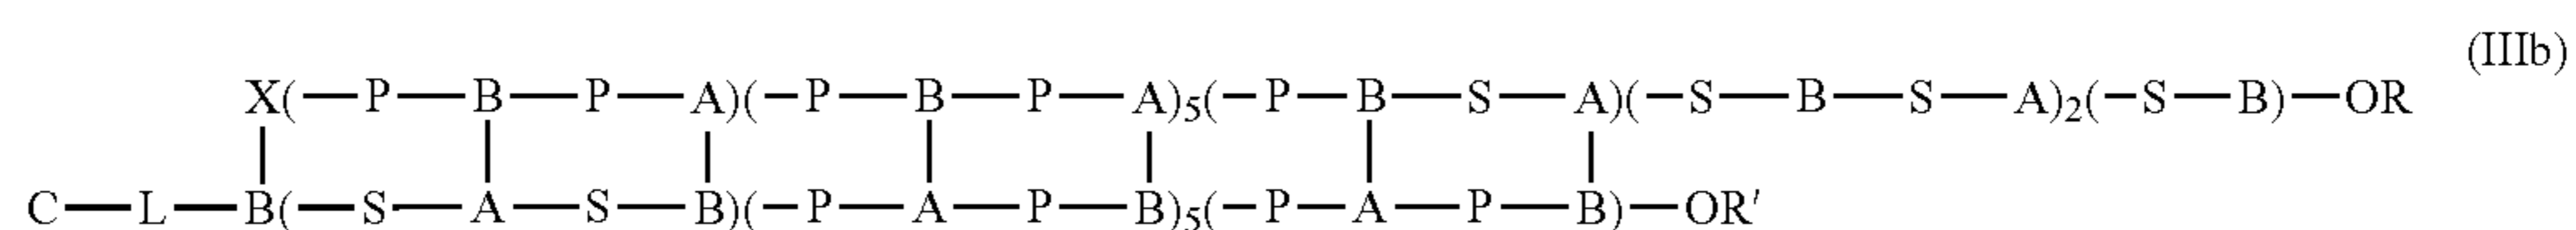 (IIIb)
X(—P—B—P—A)(—P—B—P—A)₅(—P—B—S—A)(—S—B—S—A)₂(—S—B)—OR
C—L—B(—S—A—S—B)(—P—A—P—B)₅(—P—A—P—B)—OR′